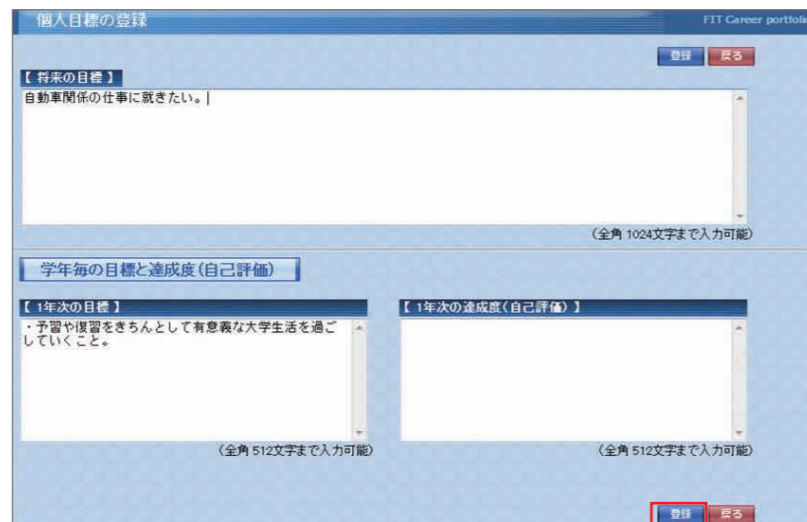 個人目標の登録
FIT Career portfolio
登録 戻る
【 将来の目標 】
自動車関係の仕事に就きたい。
(全角 1024文字まで入力可能)
学年毎の目標と達成度(自己評価)
【 1年次の目標 】
・予習や復習をきちんとして有意義な大学生活を過ご
していくこと。
(全角 512文字まで入力可能)
【 1年次の達成度(自己評価) 】
(全角 512文字まで入力可能)
登録 戻る